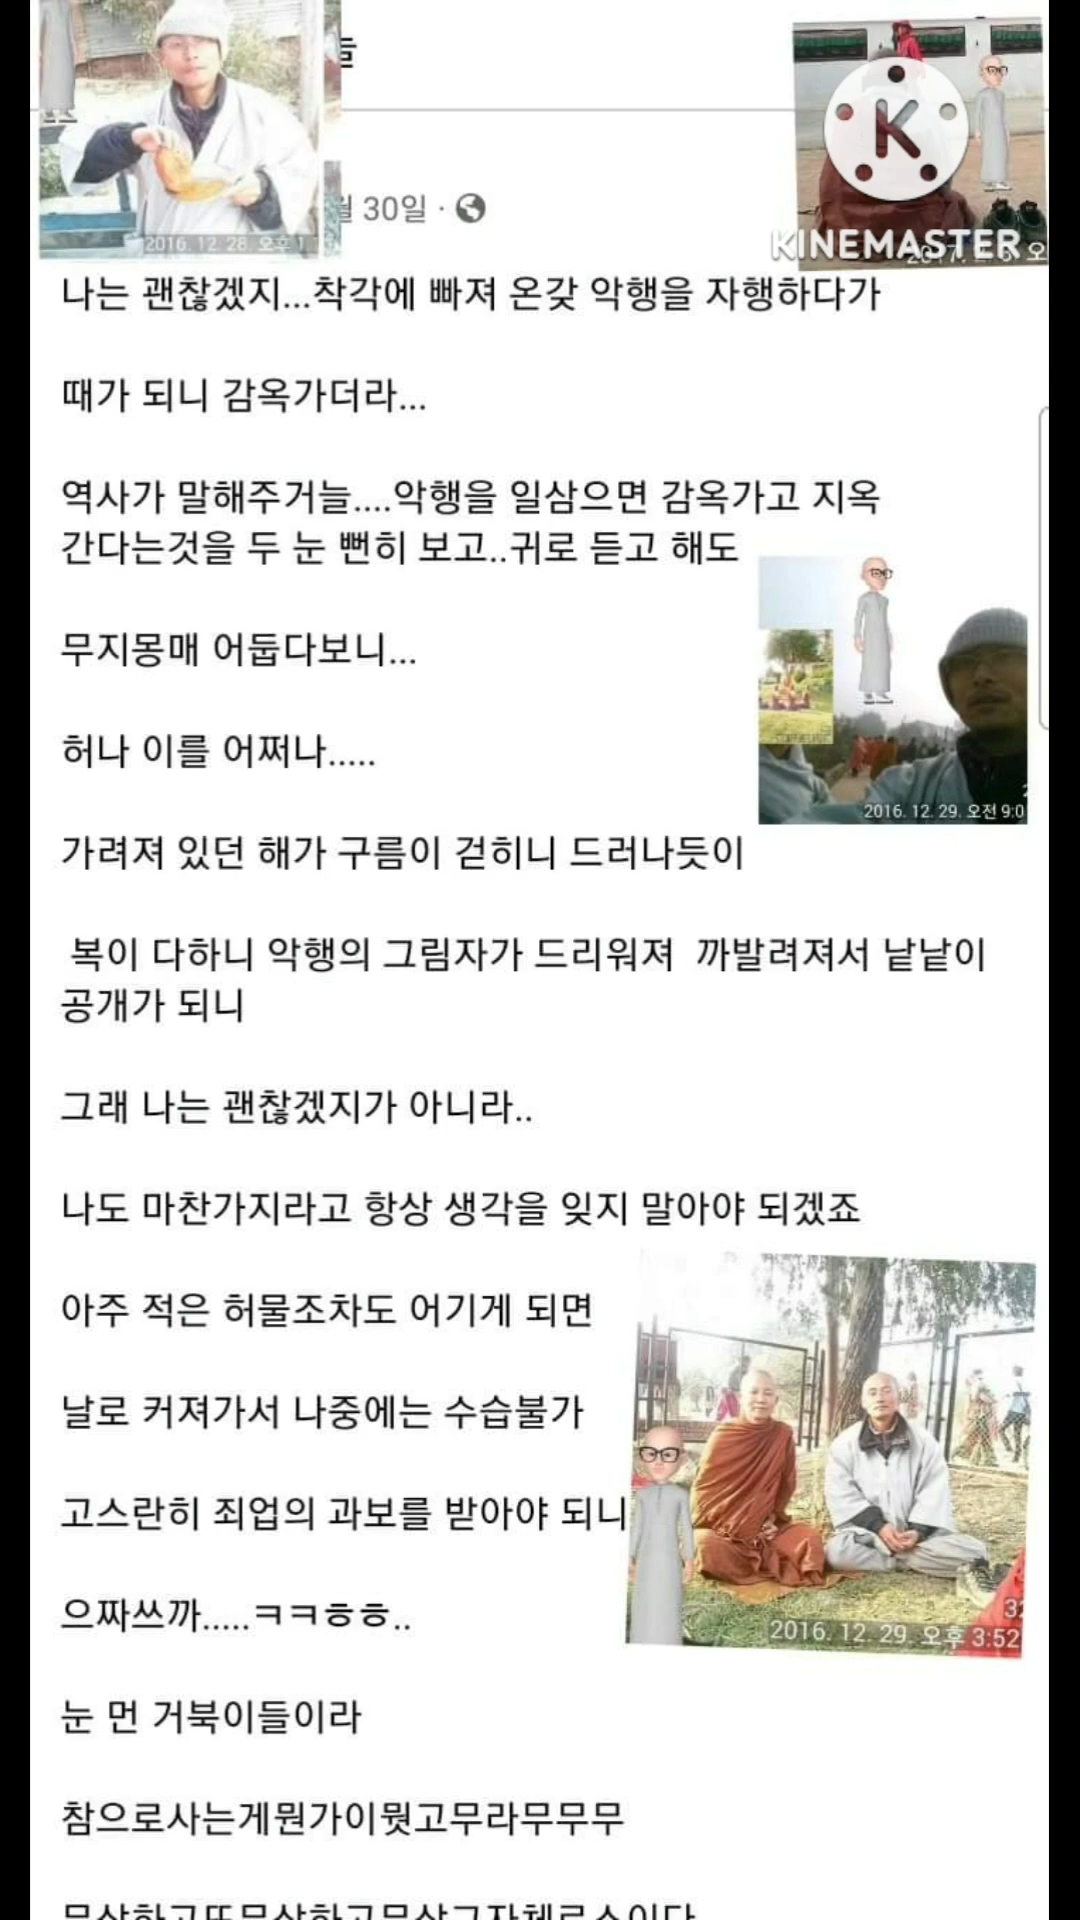 늘
2016. 12. 28. 오후 1
월 30일 ·
K
KINEMASTER
나는 괜찮겠지...착각에 빠져 온갖 악행을 자행하다가
때가 되니 감옥가더라...
역사가 말해주거늘....악행을 일삼으면 감옥가고 지옥
간다는것을 두 눈 뻔히 보고..귀로 듣고 해도
무지몽매 어둡다보니...
허나 이를 어쩌나.....
2016. 12. 29. 오전 9:0
가려져 있던 해가 구름이 걷히니 드러나듯이
복이 다하니 악행의 그림자가 드리워져 까발려져서 낱낱이
공개가 되니
그래 나는 괜찮겠지가 아니라..
나도 마찬가지라고 항상 생각을 잊지 말아야 되겠죠
아주 적은 허물조차도 어기게 되면
날로 커져가서 나중에는 수습불가
고스란히 죄업의 과보를 받아야 되니
으짜쓰까.....ㅋㅋㅎㅎ..
2016. 12. 29. 오후 3:52
눈 먼 거북이들이라
참으로사는게뭔가이뭣고무라무무무